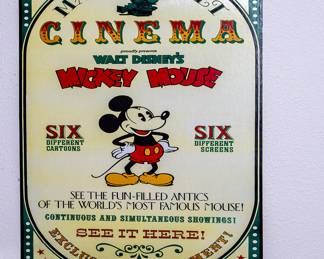 CINEMA
proudly presents
WALT DISNEY'S
MICKEY MOUSE
SIX
DIFFERENT
CARTOONS
SIX
DIFFERENT
SCREENS
SEE THE FUN-FILLED ANTICS
OF THE WORLD'S MOST FAMOUS MOUSE!
CONTINUOUS AND SIMULTANEOUS SHOWINGS!
SEE IT HERE!